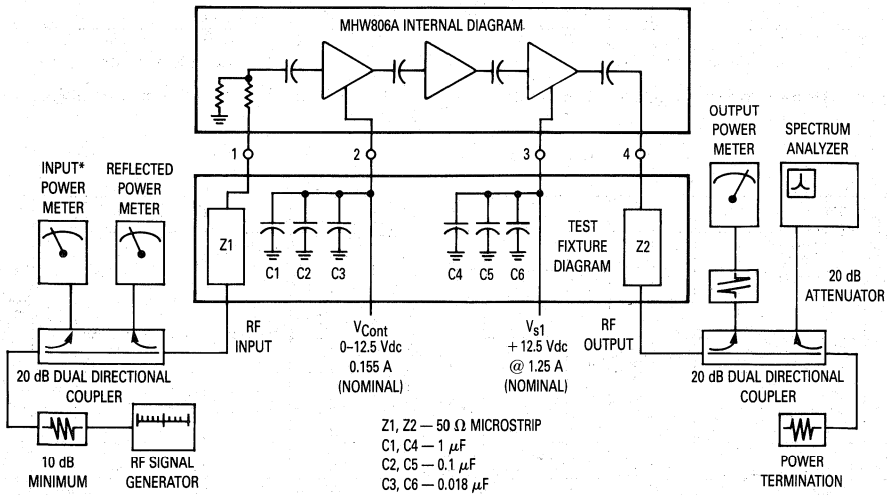 MHW806A INTERNAL DIAGRAM
1
2
3
4
INPUT*
POWER
METER
REFLECTED
POWER
METER
OUTPUT
POWER
METER
SPECTRUM
ANALYZER
Z1
C1
C2
C3
C4
C5
C6
TEST
FIXTURE
DIAGRAM
Z2
20 dB
ATTENUATOR
RF
INPUT
VCont
0–12.5 Vdc
0.155 A
(NOMINAL)
Vs1
+ 12.5 Vdc
@ 1.25 A
(NOMINAL)
RF
OUTPUT
20 dB DUAL DIRECTIONAL
COUPLER
20 dB DUAL DIRECTIONAL
COUPLER
10 dB
MINIMUM
RF SIGNAL
GENERATOR
Z1, Z2 — 50 Ω MICROSTRIP
C1, C4 — 1 μF
C2, C5 — 0.1 μF
C3, C6 — 0.018 μF
POWER
TERMINATION